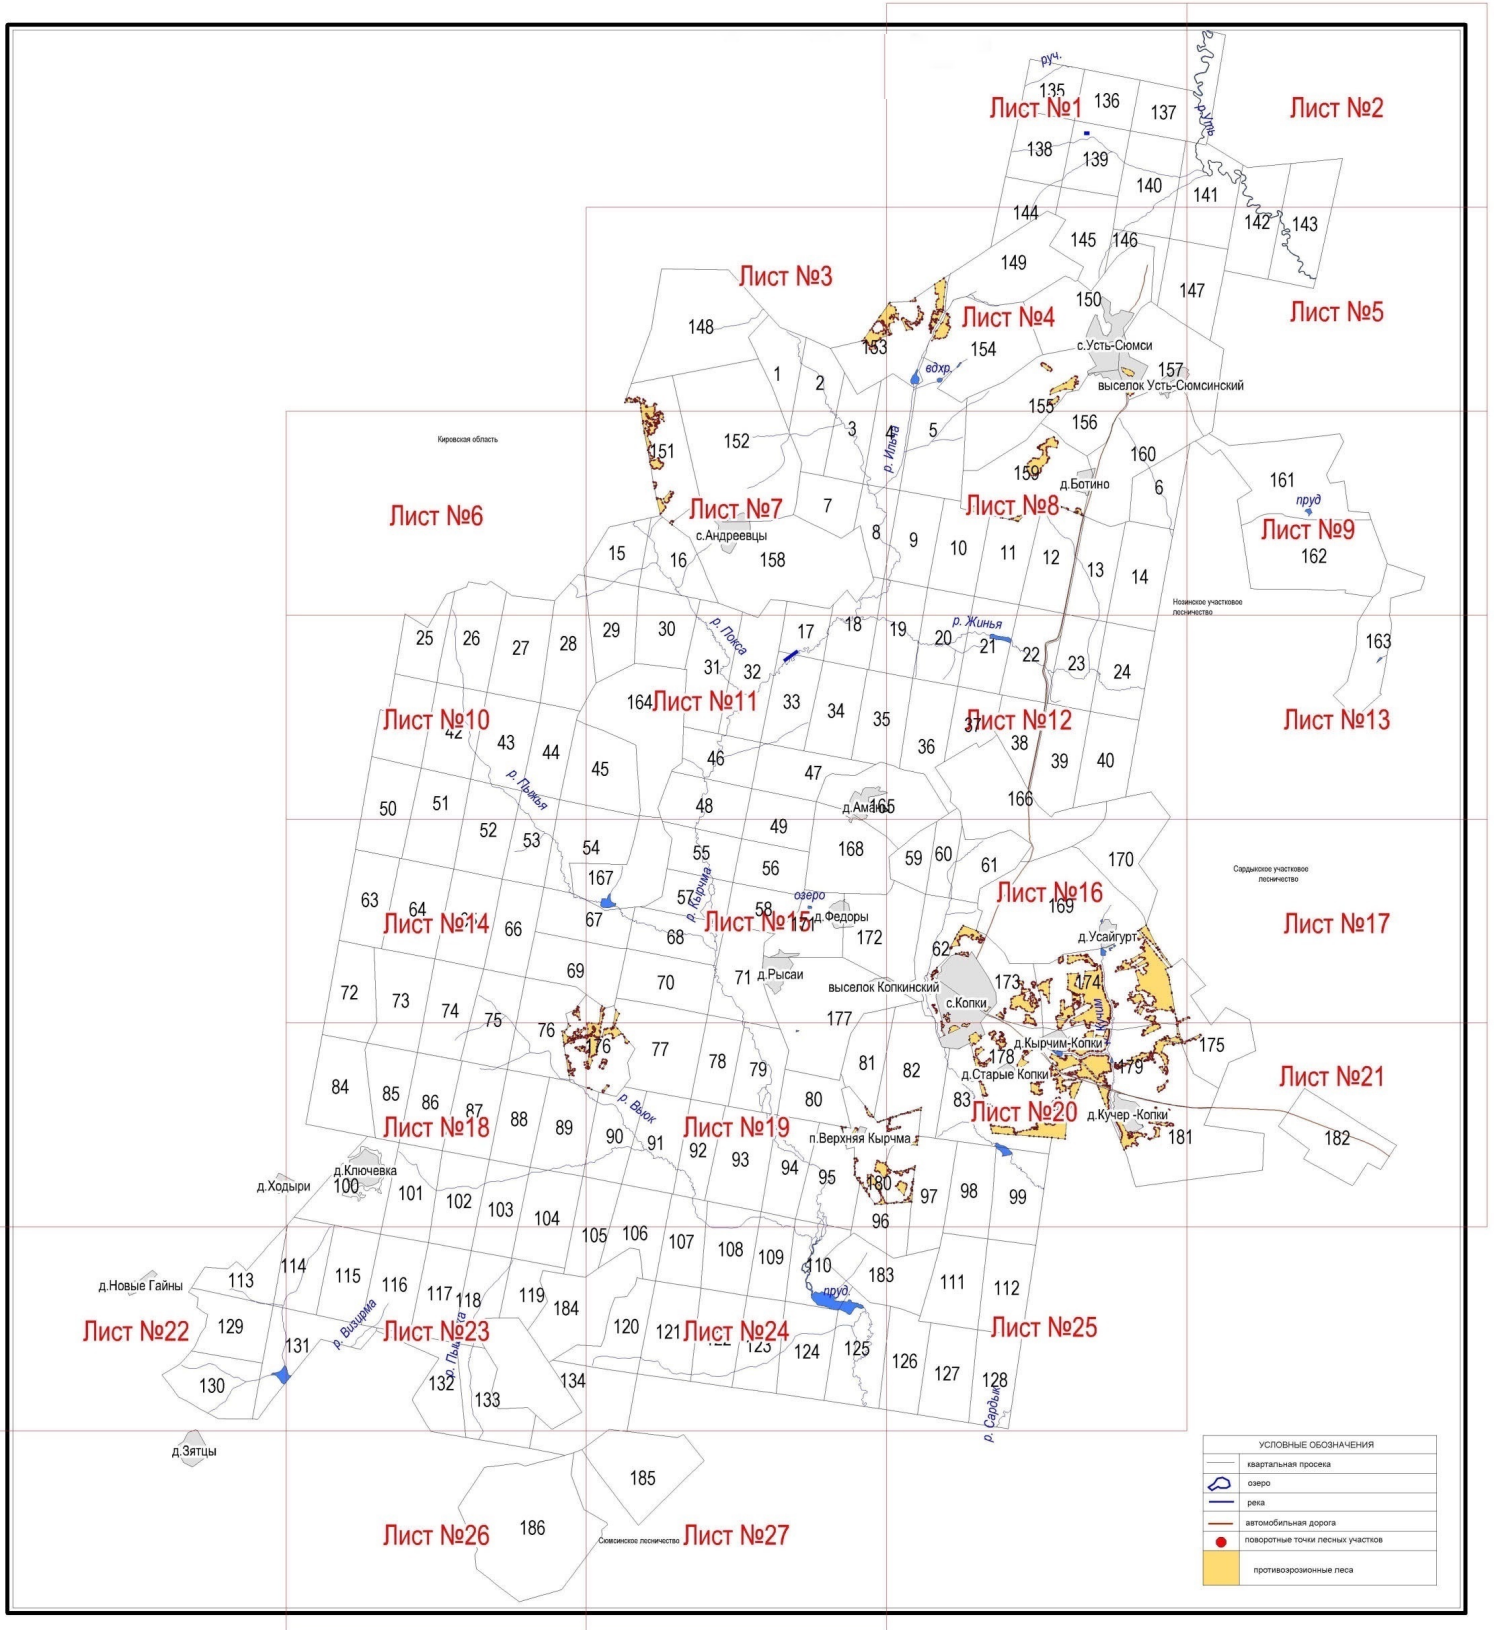 руч.
135
Лист №1
136
137
р.Уть
Лист №2
138
139
140
141
142
143
144
145
146
147
149
Лист №3
148
150
Лист №4
Лист №5
153
154
с.Усть-Сюмси
157
выселок Усть-Сюмсинский
вдхр.
1
2
155
156
Кировская область
151
152
3
4
р. Ильча
5
159
д.Ботино
160
6
161
пруд
Лист №6
Лист №7
с.Андреевцы
7
Лист №8
Лист №9
162
15
16
158
8
9
10
11
12
13
14
Нозинское участковое
лесничество
25
26
27
28
29
30
р. Покса
17
18
19
20
р. Жинья
21
22
23
24
163
31
32
164
Лист №11
33
34
35
36
37
Лист №12
38
39
40
Лист №13
Лист №10
42
43
44
45
46
47
р. Пыжья
50
51
52
53
54
48
49
д.Амань
165
166
55
56
168
59
60
61
170
Сардыкское участковое
лесничество
167
57
р. Кырчма
58
озеро
171
д.Федоры
172
Лист №16
169
63
64
Лист №14
66
67
68
Лист №15
62
д.Усайгурт
Лист №17
69
70
71
д.Рысаи
выселок Копкинский
с.Копки
173
174
72
73
74
75
76
176
77
78
79
177
р. Кучим
д.Кырчим-Копки
175
81
82
178
д.Старые Копки
179
Лист №21
84
85
86
87
88
89
90
91
р. Вьюк
80
83
Лист №20
д.Кучер -Копки
181
182
Лист №18
Лист №19
п.Верхняя Кырчма
92
93
94
95
180
96
97
98
99
д.Ключевка
д.Ходыри
100
101
102
103
104
105
106
107
108
109
110
183
111
112
д.Новые Гайны
113
114
115
116
117
118
119
184
пруд.
Лист №22
129
131
р. Визирма
Лист №23
120
121
Лист №24
122
123
124
125
126
127
128
Лист №25
130
132
133
134
р. Сардык
д.Зятцы
185
186
Лист №26
Сюмсинское лесничество
Лист №27
УСЛОВНЫЕ ОБОЗНАЧЕНИЯ
квартальная просека
озеро
река
автомобильная дорога
поворотные точки лесных участков
противоэрозионные леса